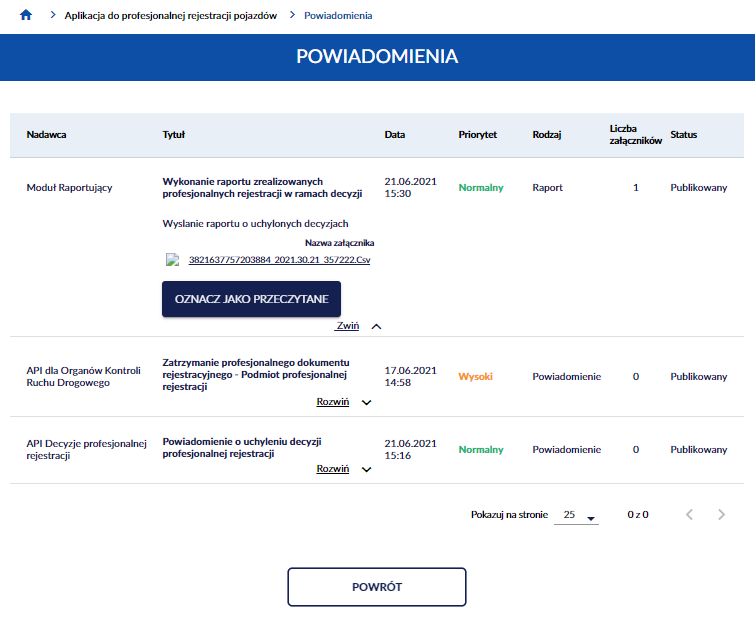 Aplikacja do profesjonalnej rejestracji pojazdów > Powiadomienia
POWIADOMIENIA
Nadawca Tytuł Data Priorytet Rodzaj Liczba załączników Status
Moduł Raportujący
Wykonanie raportu zrealizowanych
profesjonalnych rejestracji w ramach decyzji
21.06.2021
15:30
Normalny
Raport
1
Publikowany
Wyslanie raportu o uchylonych decyzjach
Nazwa załącznika
3821637757203884_2021.30.21_357222.Csv
OZNACZ JAKO PRZECZYTANE
Zwiń
API dla Organów Kontroli
Ruchu Drogowego
Zatrzymanie profesjonalnego dokumentu
rejestracyjnego - Podmiot profesjonalnej
rejestracji
17.06.2021
14:58
Wysoki
Powiadomienie
0
Publikowany
Rozwiń
API Decyzje profesjonalnej
rejestracji
Powiadomienie o uchyleniu decyzji
profesjonalnej rejestracji
21.06.2021
15:16
Normalny
Powiadomienie
0
Publikowany
Rozwiń
Pokazuj na stronie 25 0 z 0
POWRÓT